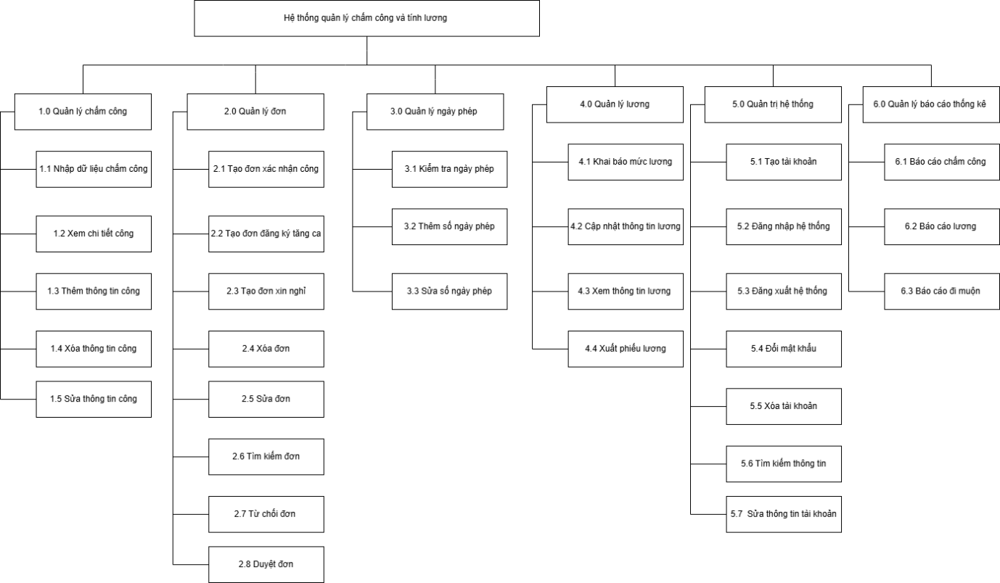 Hệ thống quản lý chấm công và tính lương
1.0 Quản lý chấm công
1.1 Nhập dữ liệu chấm công
1.2 Xem chi tiết công
1.3 Thêm thông tin công
1.4 Xóa thông tin công
1.5 Sửa thông tin công
2.0 Quản lý đơn
2.1 Tạo đơn xác nhận công
2.2 Tạo đơn đăng ký tăng ca
2.3 Tạo đơn xin nghỉ
2.4 Xóa đơn
2.5 Sửa đơn
2.6 Tìm kiếm đơn
2.7 Từ chối đơn
2.8 Duyệt đơn
3.0 Quản lý ngày phép
3.1 Kiểm tra ngày phép
3.2 Thêm số ngày phép
3.3 Sửa số ngày phép
4.0 Quản lý lương
4.1 Khai báo mức lương
4.2 Cập nhật thông tin lương
4.3 Xem thông tin lương
4.4 Xuất phiếu lương
5.0 Quản trị hệ thống
5.1 Tạo tài khoản
5.2 Đăng nhập hệ thống
5.3 Đăng xuất hệ thống
5.4 Đổi mật khẩu
5.5 Xóa tài khoản
5.6 Tìm kiếm thông tin
5.7 Sửa thông tin tài khoản
6.0 Quản lý báo cáo thống kê
6.1 Báo cáo chấm công
6.2 Báo cáo lương
6.3 Báo cáo đi muộn